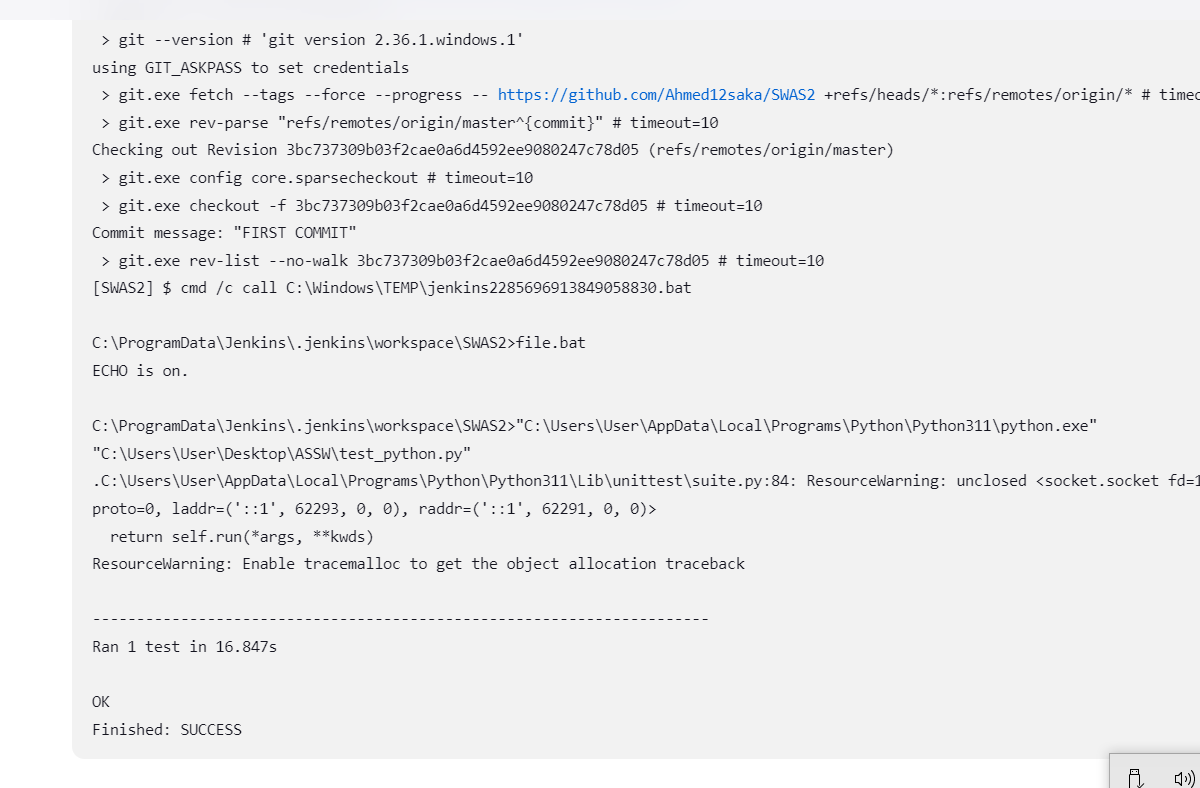 > git --version # 'git version 2.36.1.windows.1'
using GIT_ASKPASS to set credentials
> git.exe fetch --tags --force --progress -- https://github.com/Ahmed12saka/SWAS2 +refs/heads/*:refs/remotes/origin/* # timeo
> git.exe rev-parse "refs/remotes/origin/master^{commit}" # timeout=10
Checking out Revision 3bc737309b03f2cae0a6d4592ee9080247c78d05 (refs/remotes/origin/master)
> git.exe config core.sparsecheckout # timeout=10
> git.exe checkout -f 3bc737309b03f2cae0a6d4592ee9080247c78d05 # timeout=10
Commit message: "FIRST COMMIT"
> git.exe rev-list --no-walk 3bc737309b03f2cae0a6d4592ee9080247c78d05 # timeout=10
[SWAS2] $ cmd /c call C:\Windows\TEMP\jenkins2285696913849058830.bat
C:\ProgramData\Jenkins\.jenkins\workspace\SWAS2>file.bat
ECHO is on.
C:\ProgramData\Jenkins\.jenkins\workspace\SWAS2>"C:\Users\User\AppData\Local\Programs\Python\Python311\python.exe"
"C:\Users\User\Desktop\ASSW\test_python.py"
.C:\Users\User\AppData\Local\Programs\Python\Python311\Lib\unittest\suite.py:84: ResourceWarning: unclosed <socket.socket fd=1
proto=0, laddr=('::1', 62293, 0, 0), raddr=('::1', 62291, 0, 0)>
return self.run(*args, **kwds)
ResourceWarning: Enable tracemalloc to get the object allocation traceback
----------------------------------------------------------------------
Ran 1 test in 16.847s
OK
Finished: SUCCESS